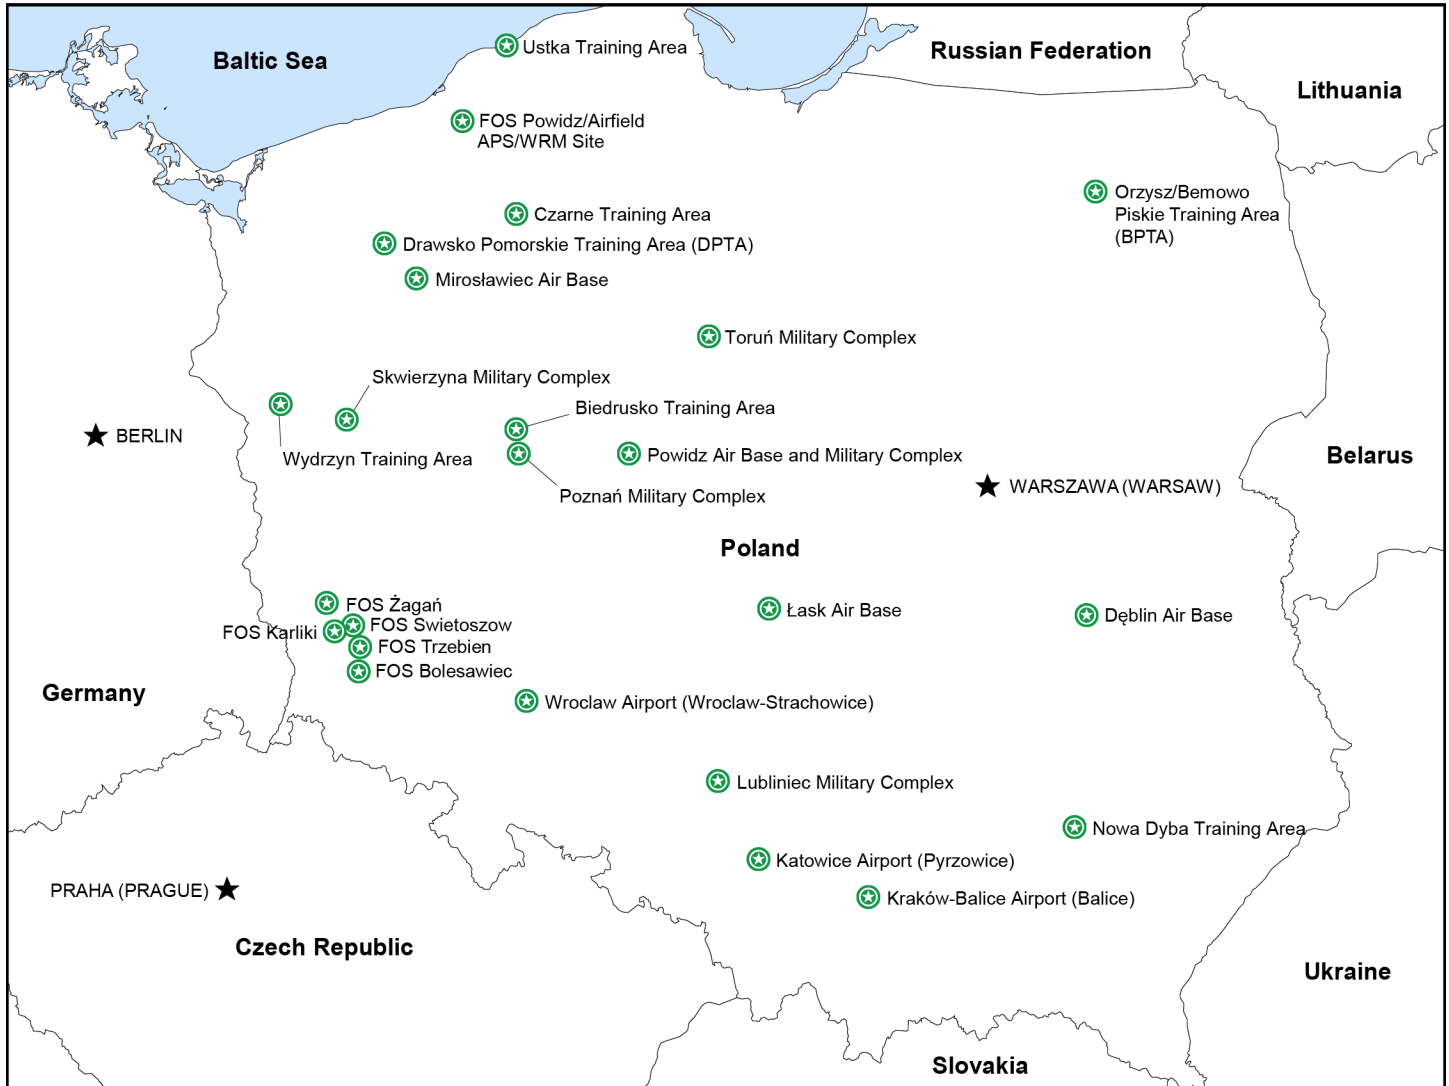 Ustka Training Area
Baltic Sea
Russian Federation
Lithuania
FOS Powidz/Airfield
APS/WRM Site
Orzysz/Bemowo
Piskie Training Area
(BPTA)
Czarne Training Area
Drawsko Pomorskie Training Area (DPTA)
Mirosławiec Air Base
Toruń Military Complex
Skwierzyna Military Complex
Biedrusko Training Area
BERLIN
Wydrzyn Training Area
Powidz Air Base and Military Complex
Belarus
WARSZAWA (WARSAW)
Poznań Military Complex
Poland
FOS Żagań
Łask Air Base
Dęblin Air Base
FOS Swietoszow
FOS Karliki
FOS Trzebien
FOS Bolesawiec
Germany
Wroclaw Airport (Wroclaw-Strachowice)
Lubliniec Military Complex
Nowa Dyba Training Area
Katowice Airport (Pyrzowice)
PRAHA (PRAGUE)
Kraków-Balice Airport (Balice)
Czech Republic
Ukraine
Slovakia